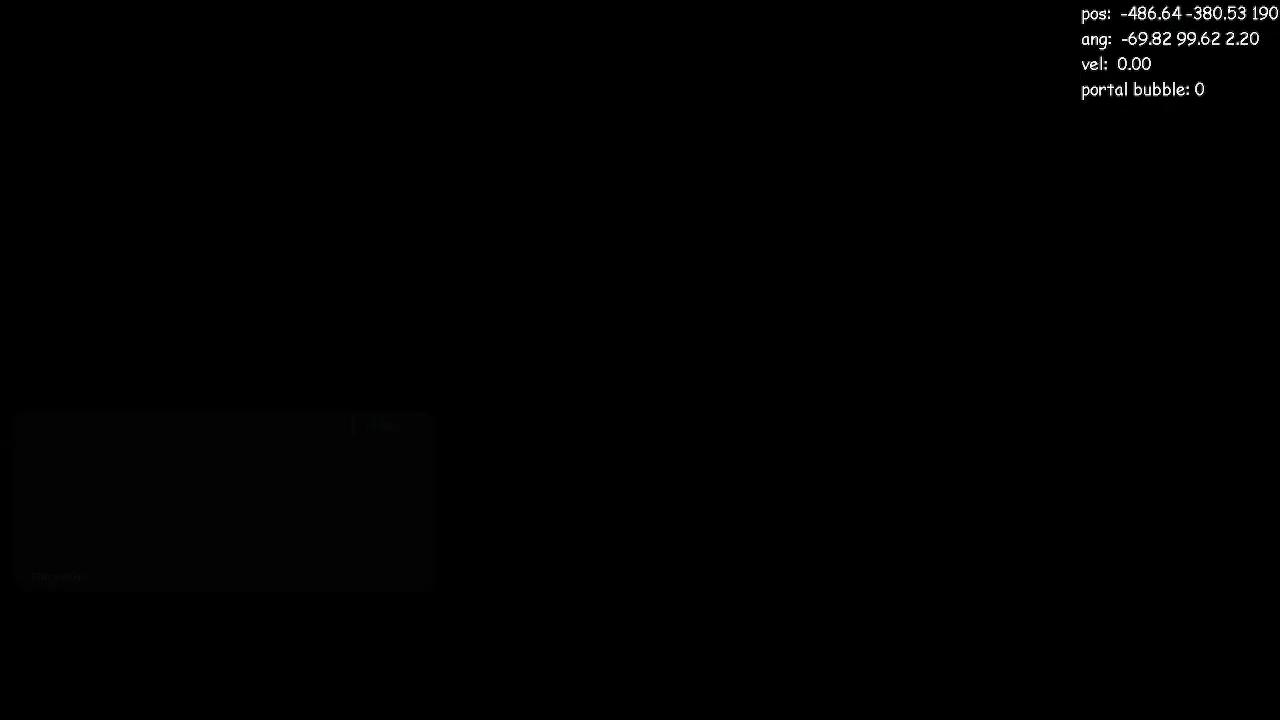 pos: -486.64 -380.53 190
ang: -69.82 99.62 2.20
vel: 0.00
portal bubble: 0